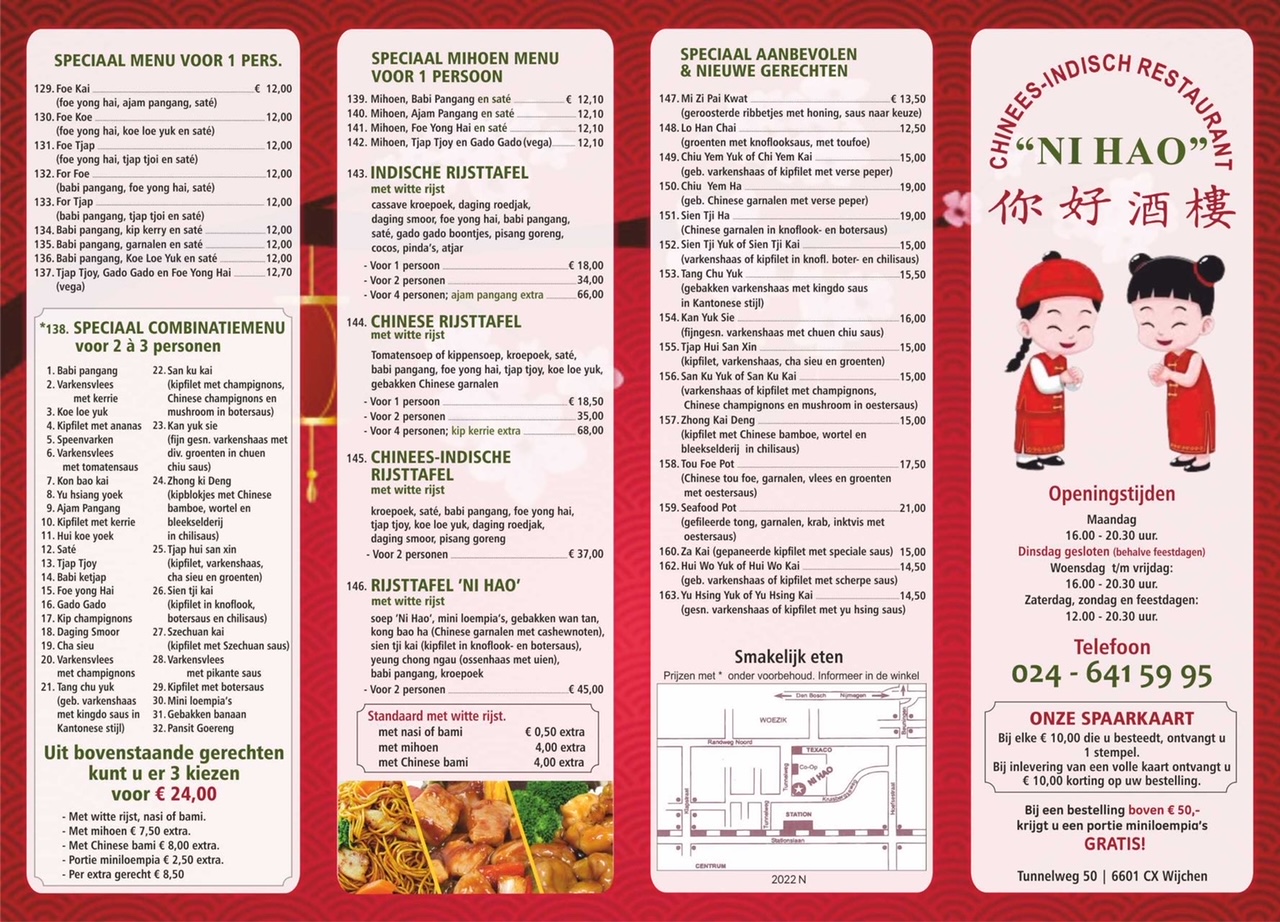 SPECIAAL MENU VOOR 1 PERS.
129. Foe Kai € 12,00
(foe yong hai, ajam pangang, saté)
130. Foe Koe 12,00
(foe yong hai, koe loe yuk en saté)
131. Foe Tjap 12,00
(foe yong hai, tjap tjoi en saté)
132. For Foe 12,00
(babi pangang, foe yong hai, saté)
133. For Tjap 12,00
(babi pangang, tjap tjoi en saté)
134. Babi pangang, kip kerry en saté 12,00
135. Babi pangang, garnalen en saté 12,00
136. Babi pangang, Koe Loe Yuk en saté 12,00
137. Tjap Tjoy, Gado Gado en Foe Yong Hai 12,70
(vega)
*138. SPECIAAL COMBINATIEMENU
voor 2 à 3 personen
1. Babi pangang
2. Varkensvlees
met kerrie
3. Koe loe yuk
4. Kipfilet met ananas
5. Speenvarken
6. Varkensvlees
met tomatensaus
7. Kon bao kai
8. Yu hsiang yoek
9. Ajam Pangang
10. Kipfilet met kerrie
11. Hui koe yoek
12. Saté
13. Tjap Tjoy
14. Babi ketjap
15. Foe yong Hai
16. Gado Gado
17. Kip champignons
18. Daging Smoor
19. Cha sieu
20. Varkensvlees
met champignons
21. Tang chu yuk
(geb. varkenshaas
met kingdo saus in
Kantonese stijl)
22. San ku kai
(kipfilet met champignons,
Chinese champignons en
mushroom in botersaus)
23. Kan yuk sie
(fijn gesn. varkenshaas met
div. groenten in chuen
chiu saus)
24. Zhong ki Deng
(kipblokjes met Chinese
bamboe, wortel en
bleekselderij
in chilisaus)
25. Tjap hui san xin
(kipfilet, varkenshaas,
cha sieu en groenten)
26. Sien tji kai
(kipfilet in knoflook,
botersaus en chilisaus)
27. Szechuan kai
(kipfilet met Szechuan saus)
28. Varkensvlees
met pikante saus
29. Kipfilet met botersaus
30. Mini loempia's
31. Gebakken banaan
32. Pansit Goereng
Uit bovenstaande gerechten
kunt u er 3 kiezen
voor € 24,00
- Met witte rijst, nasi of bami.
- Met mihoen € 7,50 extra.
- Met Chinese bami € 8,00 extra.
- Portie miniloempia € 2,50 extra.
- Per extra gerecht € 8,50
SPECIAAL MIHOEN MENU
VOOR 1 PERSOON
139. Mihoen, Babi Pangang en saté € 12,10
140. Mihoen, Ajam Pangang en saté 12,10
141. Mihoen, Foe Yong Hai en saté 12,10
142. Mihoen, Tjap Tjoy en Gado Gado (vega) 12,10
143. INDISCHE RIJSTTAFEL
met witte rijst
cassave kroepoek, daging roedjak,
daging smoor, foe yong hai, babi pangang,
saté, gado gado boontjes, pisang goreng,
cocos, pinda's, atjar
- Voor 1 persoon € 18,00
- Voor 2 personen 34,00
- Voor 4 personen; ajam pangang extra 66,00
144. CHINESE RIJSTTAFEL
met witte rijst
Tomatensoep of kippensoep, kroepoek, saté,
babi pangang, foe yong hai, tjap tjoy, koe loe yuk,
gebakken Chinese garnalen
- Voor 1 persoon € 18,50
- Voor 2 personen 35,00
- Voor 4 personen; kip kerrie extra 68,00
145. CHINEES-INDISCHE
RIJSTTAFEL
met witte rijst
kroepoek, saté, babi pangang, foe yong hai,
tjap tjoy, koe loe yuk, daging roedjak,
daging smoor, pisang goreng
- Voor 2 personen € 37,00
146. RIJSTTAFEL 'NI HAO'
met witte rijst
soep 'Ni Hao', mini loempia's, gebakken wan tan,
kong bao ha (Chinese garnalen met cashewnoten),
sien tji kai (kipfilet in knoflook- en botersaus),
yeung chong ngau (ossenhaas met uien),
babi pangang, kroepoek
- Voor 2 personen € 45,00
Standaard met witte rijst.
met nasi of bami € 0,50 extra
met mihoen 4,00 extra
met Chinese bami 4,00 extra
SPECIAAL AANBEVOLEN
& NIEUWE GERECHTEN
147. Mi Zi Pai Kwat € 13,50
(geroosterde ribbetjes met honing, saus naar keuze)
148. Lo Han Chai 12,50
(groenten met knoflooksaus, met toufoe)
149. Chiu Yem Yuk of Chi Yem Kai 15,00
(geb. varkenshaas of kipfilet met verse peper)
150. Chiu Yem Ha 19,00
(geb. Chinese garnalen met verse peper)
151. Sien Tji Ha 19,00
(Chinese garnalen in knoflook- en botersaus)
152. Sien Tji Yuk of Sien Tji Kai 15,00
(varkenshaas of kipfilet in knofl. boter- en chilisaus)
153. Tang Chu Yuk 15,50
(gebakken varkenshaas met kingdo saus
in Kantonese stijl)
154. Kan Yuk Sie 16,00
(fijngesn. varkenshaas met chuen chiu saus)
155. Tjap Hui San Xin 15,00
(kipfilet, varkenshaas, cha sieu en groenten)
156. San Ku Yuk of San Ku Kai 15,00
(varkenshaas of kipfilet met champignons,
Chinese champignons en mushroom in oestersaus)
157. Zhong Kai Deng 15,00
(kipfilet met Chinese bamboe, wortel en
bleekselderij in chilisaus)
158. Tou Foe Pot 17,50
(Chinese tou foe, garnalen, vlees en groenten
met oestersaus)
159. Seafood Pot 21,00
(gefileerde tong, garnalen, krab, inktvis met
oestersaus)
160. Za Kai (gepaneerde kipfilet met speciale saus) 15,00
162. Hui Wo Yuk of Hui Wo Kai 14,50
(geb. varkenshaas of kipfilet met scherpe saus)
163. Yu Hsing Yuk of Yu Hsing Kai 14,50
(gesn. varkenshaas of kipfilet met yu hsing saus)
Smakelijk eten
Prijzen met * onder voorbehoud. Informeer in de winkel
Den Bosch Nijmegen
WOEZIK
Randweg Noord
TEXACO
Co-Op
NI HAO
Tunnelweg
Kruisbergseweg
Klapstraat
Tunnelweg
Hoefsestraat
STATION
Stationslaan
CENTRUM
2022 N
CHINEES-INDISCH RESTAURANT
“NI HAO”
你好酒樓
Openingstijden
Maandag
16.00 - 20.30 uur.
Dinsdag gesloten (behalve feestdagen)
Woensdag t/m vrijdag:
16.00 - 20.30 uur.
Zaterdag, zondag en feestdagen:
12.00 - 20.30 uur.
Telefoon
024 - 641 59 95
ONZE SPAARKAART
Bij elke € 10,00 die u besteedt, ontvangt u
1 stempel.
Bij inlevering van een volle kaart ontvangt u
€ 10,00 korting op uw bestelling.
Bij een bestelling boven € 50,-
krijgt u een portie miniloempia's
GRATIS!
Tunnelweg 50 | 6601 CX Wijchen